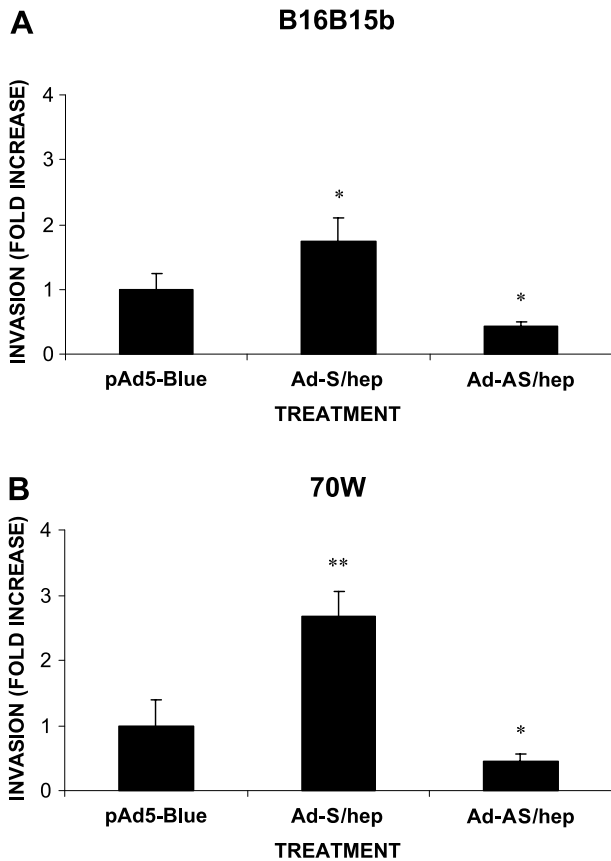 A
B16B15b
INVASION (FOLD INCREASE)
4
3
2
1
0
*
*
pAd5-Blue
Ad-S/hep
Ad-AS/hep
TREATMENT
B
70W
INVASION (FOLD INCREASE)
4
3
2
1
0
**
*
pAd5-Blue
Ad-S/hep
Ad-AS/hep
TREATMENT